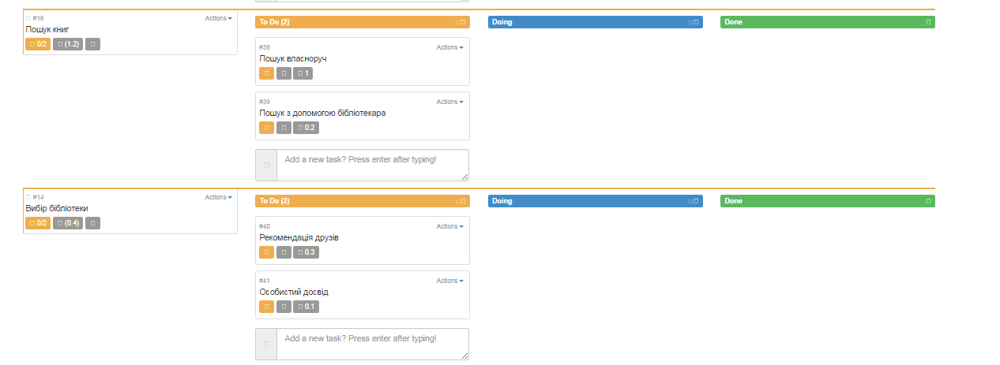 #16 Actions
Пошук книг
0/2 (1.2)
To Do (2)
Doing
Done
#38 Actions
Пошук власноруч
1
#39 Actions
Пошук з допомогою бібліотекара
0.2
Add a new task? Press enter after typing!
#14 Actions
Вибір бібліотеки
0/2 (0.4)
To Do (2)
Doing
Done
#40 Actions
Рекомендація друзів
0.3
#41 Actions
Особистий досвід
0.1
Add a new task? Press enter after typing!